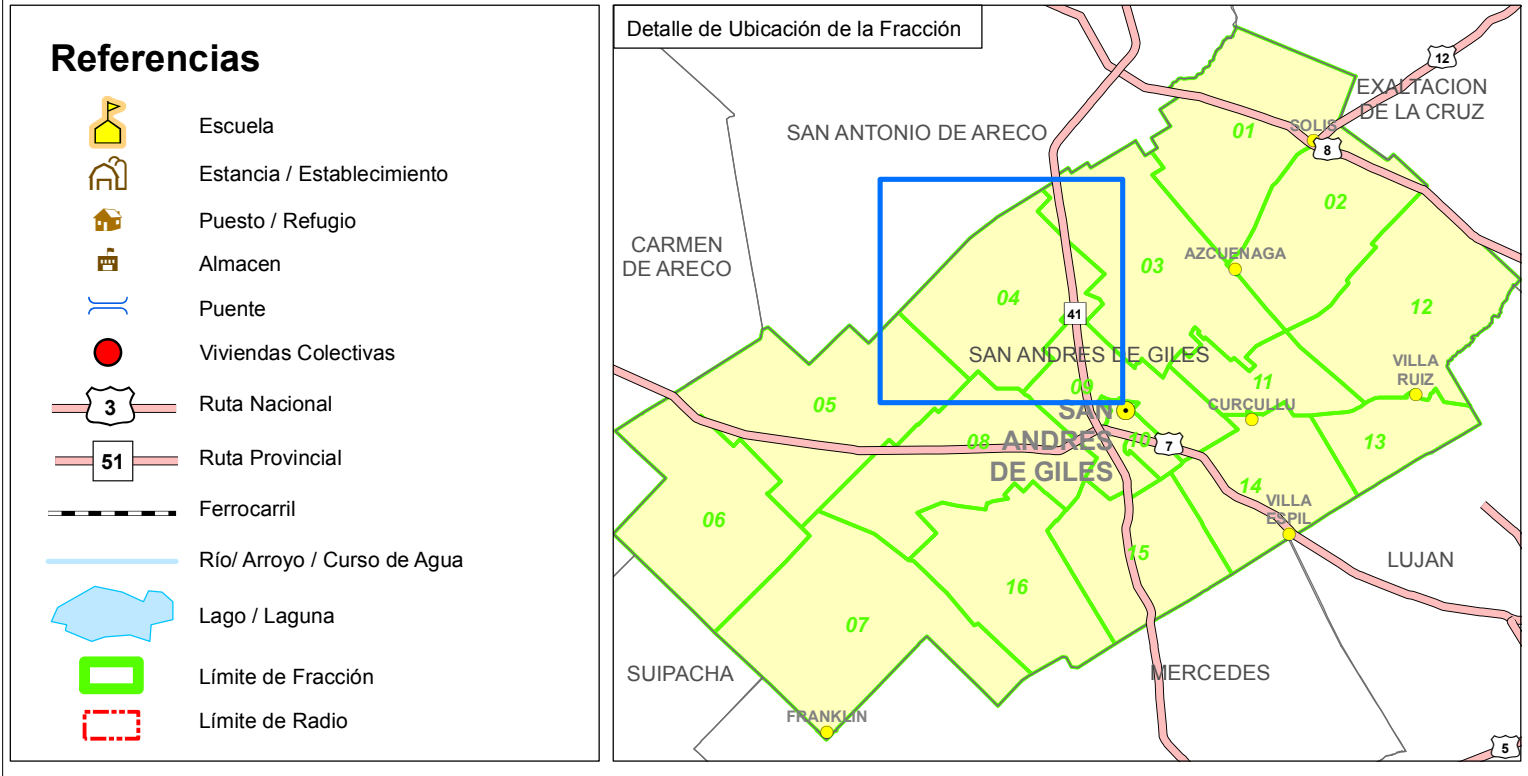 Referencias
Escuela
Estancia / Establecimiento
Puesto / Refugio
Almacen
Puente
Viviendas Colectivas
3
Ruta Nacional
51
Ruta Provincial
Ferrocarril
Río/ Arroyo / Curso de Agua
Lago / Laguna
Límite de Fracción
Límite de Radio
Detalle de Ubicación de la Fracción
12
EXALTACION
DE LA CRUZ
SAN ANTONIO DE ARECO
01
SOLIS
8
02
CARMEN
DE ARECO
03
AZCUENAGA
04
12
41
SAN ANDRES DE GILES
VILLA
RUIZ
11
09
05
CURCULLU
SAN
ANDRES
DE GILES
08
10
7
13
14
VILLA
ESPIL
06
15
LUJAN
16
07
SUIPACHA
MERCEDES
FRANKLIN
5